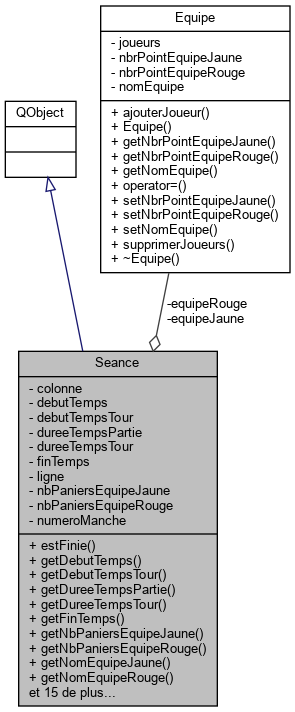 Equipe
- joueurs
- nbrPointEquipeJaune
- nbrPointEquipeRouge
- nomEquipe
+ ajouterJoueur()
+ Equipe()
+ getNbrPointEquipeJaune()
+ getNbrPointEquipeRouge()
+ getNomEquipe()
+ operator=()
+ setNbrPointEquipeJaune()
+ setNbrPointEquipeRouge()
+ setNomEquipe()
+ supprimerJoueurs()
+ ~Equipe()
QObject
-equipeRouge
-equipeJaune
Seance
- colonne
- debutTemps
- debutTempsTour
- dureeTempsPartie
- dureeTempsTour
- finTemps
- ligne
- nbPaniersEquipeJaune
- nbPaniersEquipeRouge
- numeroManche
+ estFinie()
+ getDebutTemps()
+ getDebutTempsTour()
+ getDureeTempsPartie()
+ getDureeTempsTour()
+ getFinTemps()
+ getNbPaniersEquipeJaune()
+ getNbPaniersEquipeRouge()
+ getNomEquipeJaune()
+ getNomEquipeRouge()
et 15 de plus...